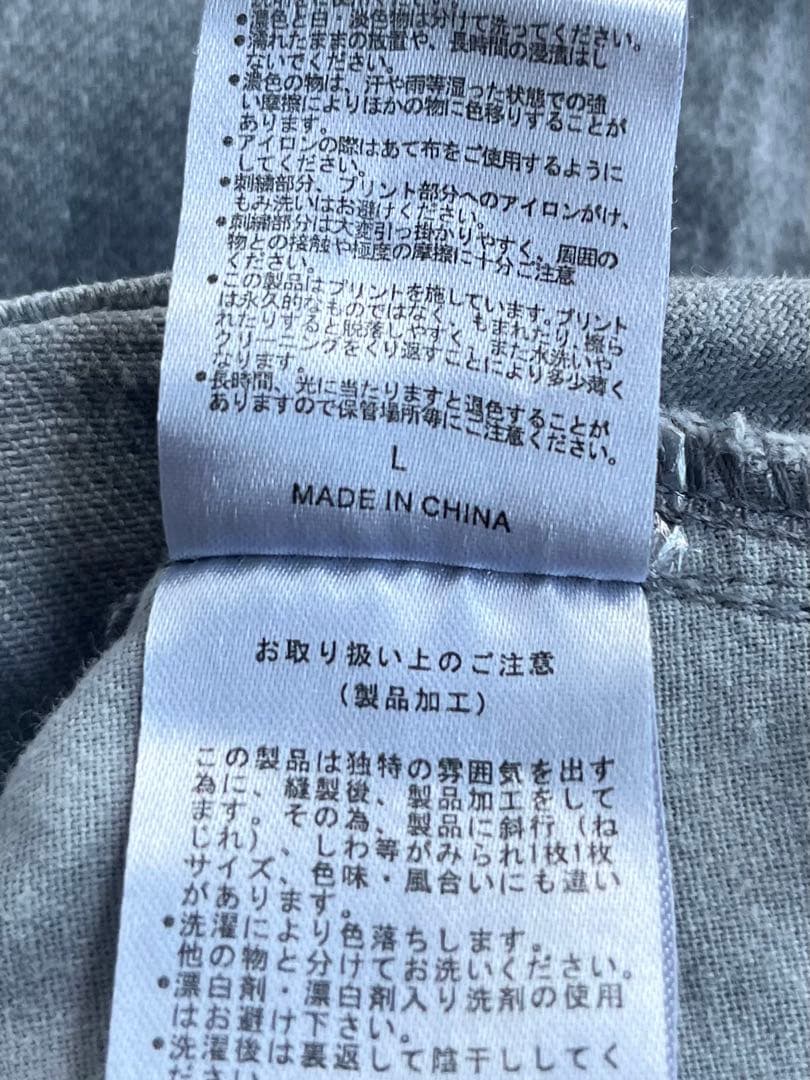 ●濃色と白・淡色物は分けて洗ってください。
●濡れたままの放置や、長時間の浸漬はし
ないでください。
●濃色の物は、汗や雨等湿った状態での強
い摩擦によりほかの物に色移りすることが
あります。
●アイロンの際はあて布をご使用するように
してください。
●刺繍部分、プリント部分へのアイロンがけ、
もみ洗いはお避けください。
●刺繍部分は大変引っ掛かりやすく、周囲の
物との接触や極度の摩擦に十分ご注意
ください。
●この製品はプリントを施しています。プリント
は永久的なものではなく、もまれたり、擦ら
れたりすると脱落しやすく、また水洗いや
クリーニングをくり返すことにより多少薄く
なります。
●長時間、光に当たりますと退色することが
ありますので保管場所等にご注意ください。
L
MADE IN CHINA
お取り扱い上のご注意
(製品加工)
この製品は独特の雰囲気を出す
為に、縫製後、製品加工をして
ます。その為、製品に斜行(ね
じれ)、しわ等がみられ1枚1枚
サイズ、色味・風合いにも違い
があります。
●洗濯により色落ちします。
他の物と分けてお洗いください。
●漂白剤・漂白剤入り洗剤の使用
はお避け下さい。
●洗濯後は裏返して陰干ししてく
ださい。